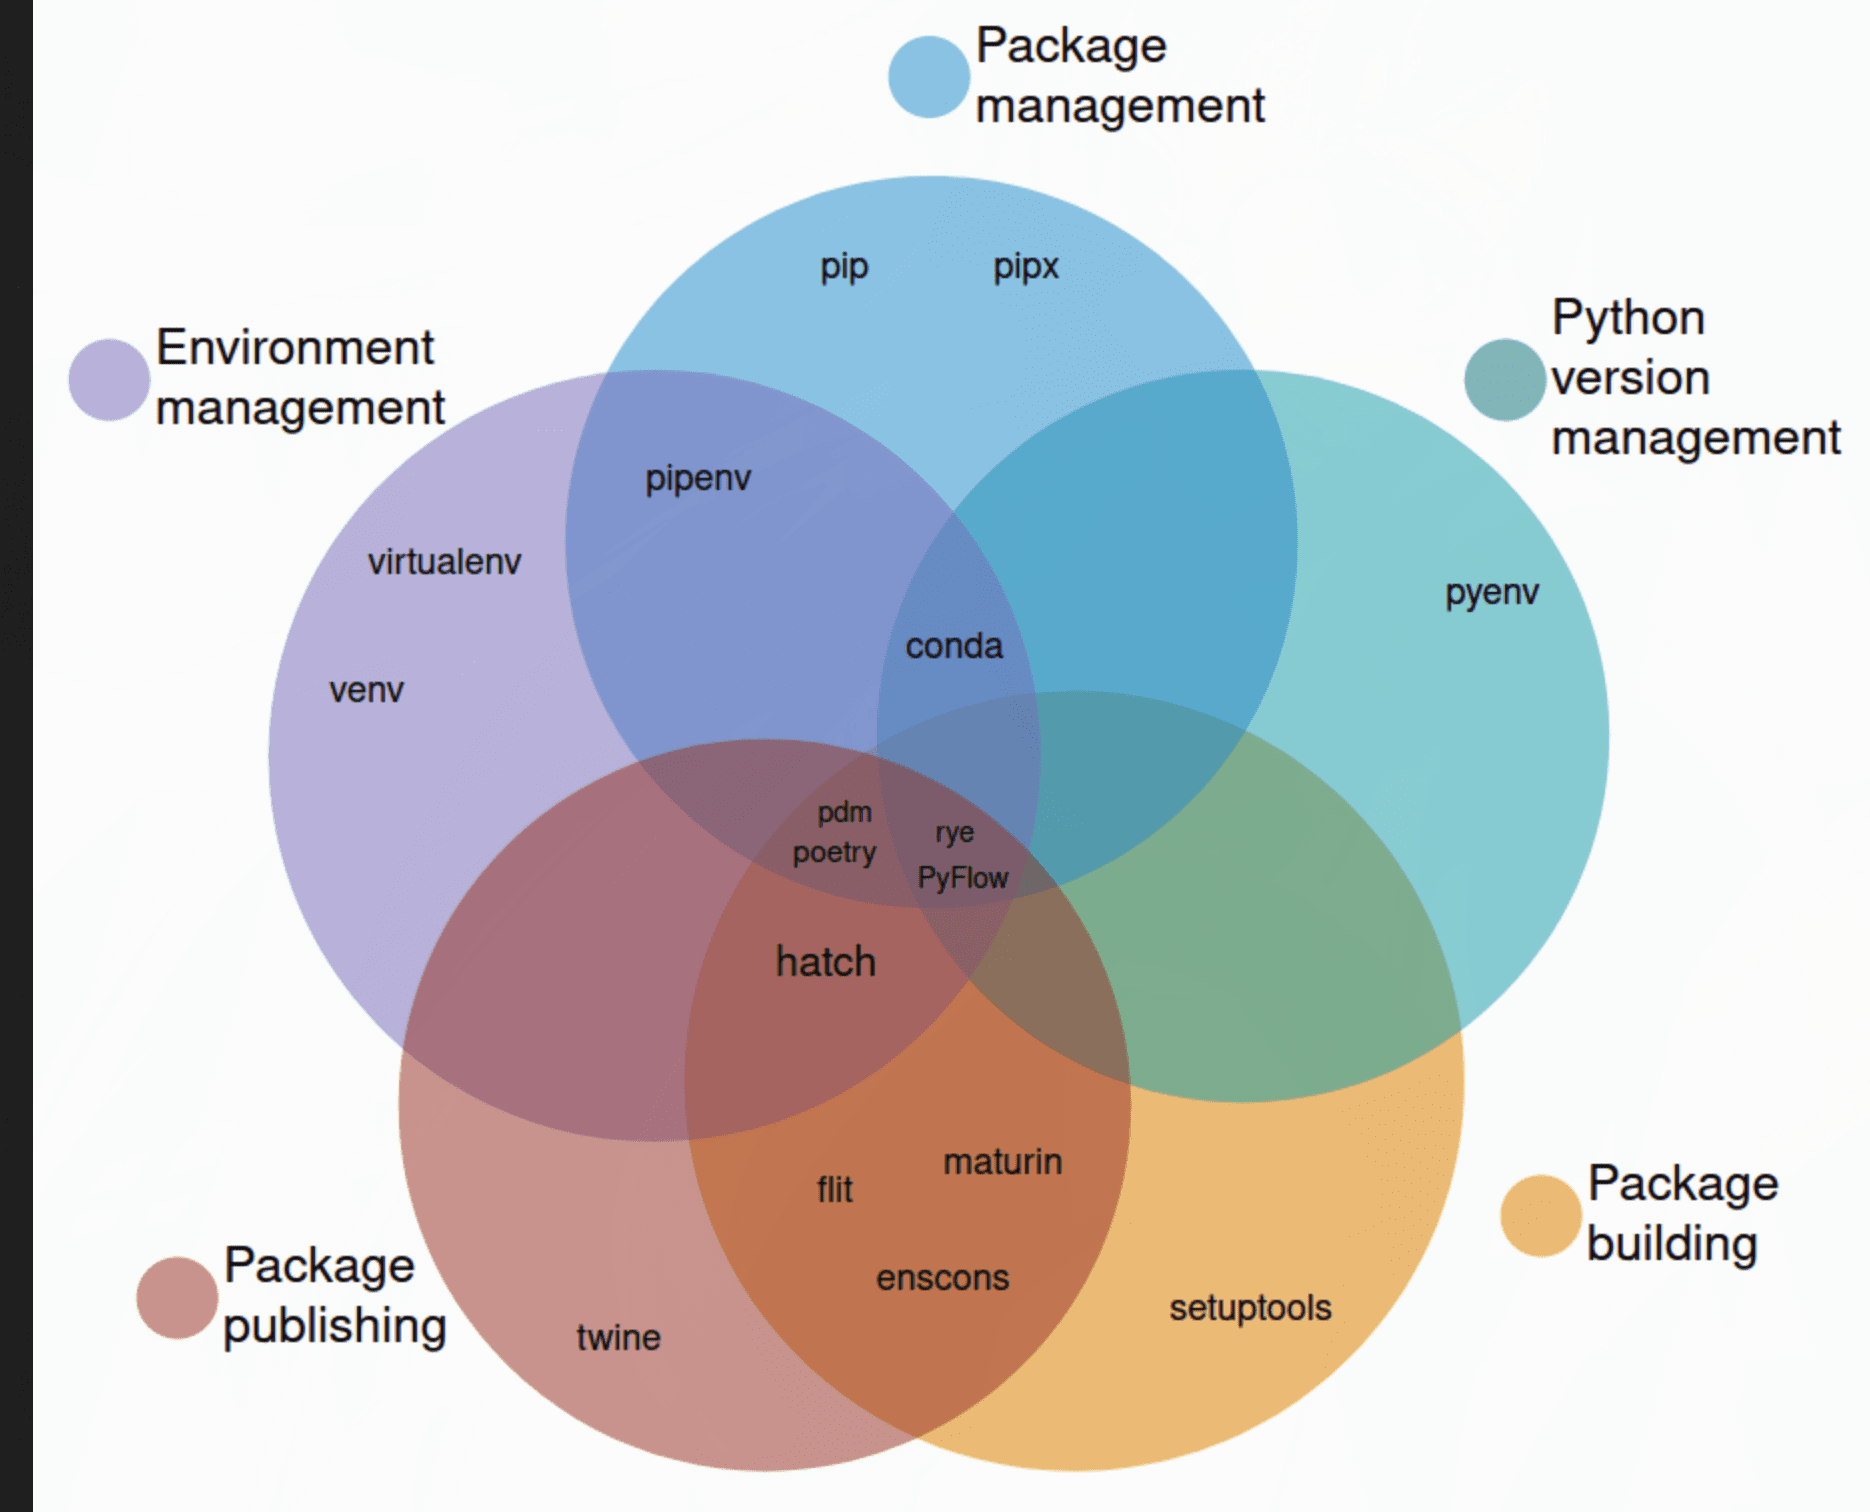 Package
management
pip
pipx
Python
version
management
Environment
management
pipenv
virtualenv
pyenv
conda
venv
pdm
rye
poetry
PyFlow
hatch
maturin
flit
Package
building
Package
publishing
enscons
setuptools
twine